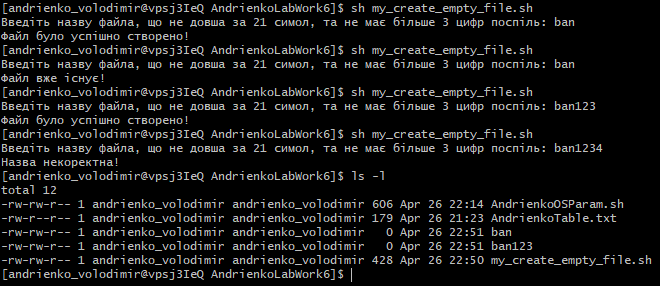 [andrienko_volodimir@vpsj3IeQ AndrienkoLabWork6]$ sh my_create_empty_file.sh
Введіть назву файла, що не довша за 21 симол, та не має більше 3 цифр поспіль: ban
Файл було успішно створено!
[andrienko_volodimir@vpsj3IeQ AndrienkoLabWork6]$ sh my_create_empty_file.sh
Введіть назву файла, що не довша за 21 симол, та не має більше 3 цифр поспіль: ban
Файл вже існує!
[andrienko_volodimir@vpsj3IeQ AndrienkoLabWork6]$ sh my_create_empty_file.sh
Введіть назву файла, що не довша за 21 симол, та не має більше 3 цифр поспіль: ban123
Файл було успішно створено!
[andrienko_volodimir@vpsj3IeQ AndrienkoLabWork6]$ sh my_create_empty_file.sh
Введіть назву файла, що не довша за 21 симол, та не має більше 3 цифр поспіль: ban1234
Назва некоректна!
[andrienko_volodimir@vpsj3IeQ AndrienkoLabWork6]$ ls -l
total 12
-rw-rw-r-- 1 andrienko_volodimir andrienko_volodimir 606 Apr 26 22:14 AndrienkoOSParam.sh
-rw-rw-r-- 1 andrienko_volodimir andrienko_volodimir 179 Apr 26 21:23 AndrienkoTable.txt
-rw-rw-r-- 1 andrienko_volodimir andrienko_volodimir   0 Apr 26 22:51 ban
-rw-rw-r-- 1 andrienko_volodimir andrienko_volodimir   0 Apr 26 22:51 ban123
-rw-rw-r-- 1 andrienko_volodimir andrienko_volodimir 428 Apr 26 22:50 my_create_empty_file.sh
[andrienko_volodimir@vpsj3IeQ AndrienkoLabWork6]$